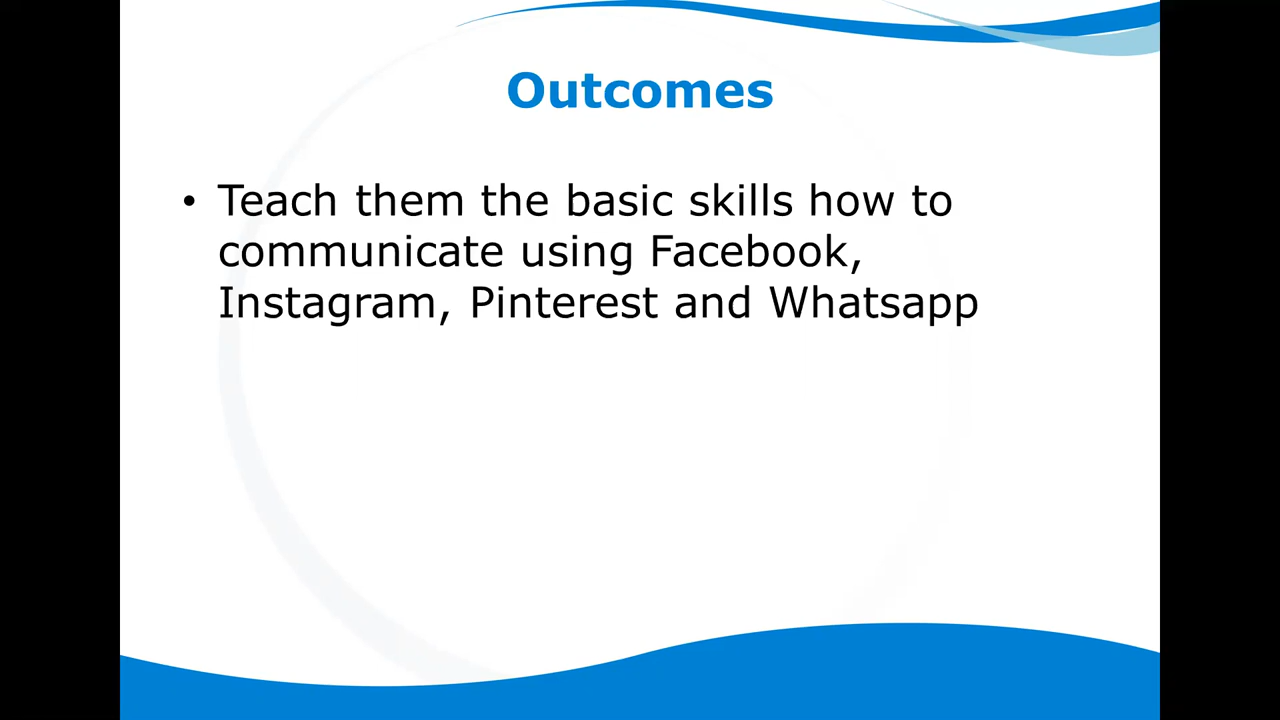 Outcomes
• Teach them the basic skills how to
communicate using Facebook,
Instagram, Pinterest and Whatsapp